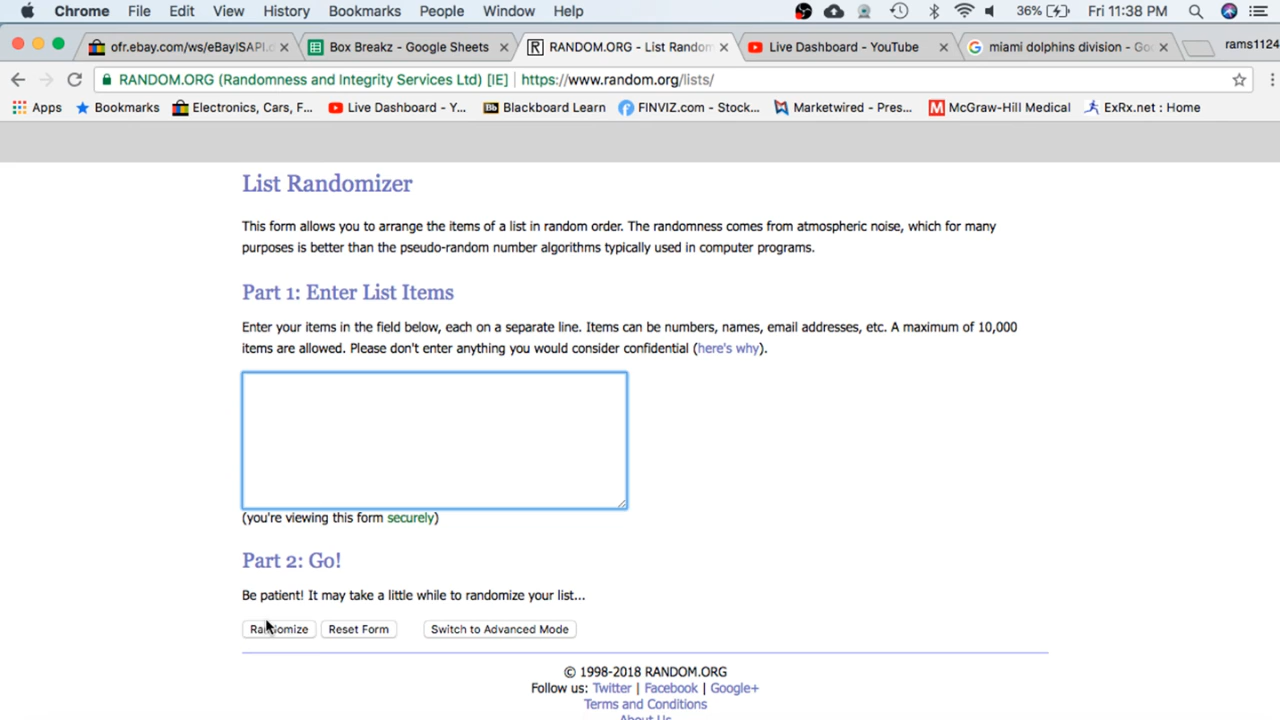 Chrome File Edit View History Bookmarks People Window Help 36% Fri 11:38 PM
ofr.ebay.com/ws/eBayISAPI.d Box Breakz - Google Sheets RANDOM.ORG - List Random Live Dashboard - YouTube miami dolphins division - Go rams1124
RANDOM.ORG (Randomness and Integrity Services Ltd) [IE] https://www.random.org/lists/
Apps Bookmarks Electronics, Cars, F... Live Dashboard - Y... Bb Blackboard Learn FINVIZ.com - Stock... Marketwired - Pres... M McGraw-Hill Medical ExRx.net : Home
List Randomizer
This form allows you to arrange the items of a list in random order. The randomness comes from atmospheric noise, which for many
purposes is better than the pseudo-random number algorithms typically used in computer programs.
Part 1: Enter List Items
Enter your items in the field below, each on a separate line. Items can be numbers, names, email addresses, etc. A maximum of 10,000
items are allowed. Please don't enter anything you would consider confidential (here's why).
(you're viewing this form securely)
Part 2: Go!
Be patient! It may take a little while to randomize your list...
Randomize Reset Form Switch to Advanced Mode
© 1998-2018 RANDOM.ORG
Follow us: Twitter | Facebook | Google+
Terms and Conditions
About Us